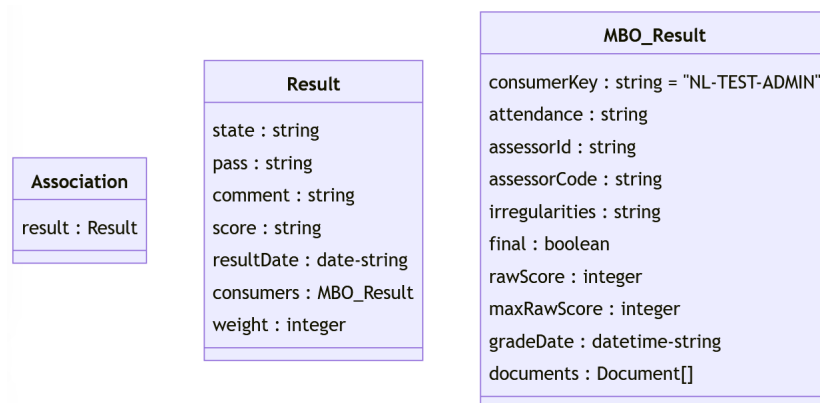 Association
result : Result
Result
state : string
pass : string
comment : string
score : string
resultDate : date-string
consumers : MBO_Result
weight : integer
MBO_Result
consumerKey : string = "NL-TEST-ADMIN"
attendance : string
assessorId : string
assessorCode : string
irregularities : string
final : boolean
rawScore : integer
maxRawScore : integer
gradeDate : datetime-string
documents : Document[]